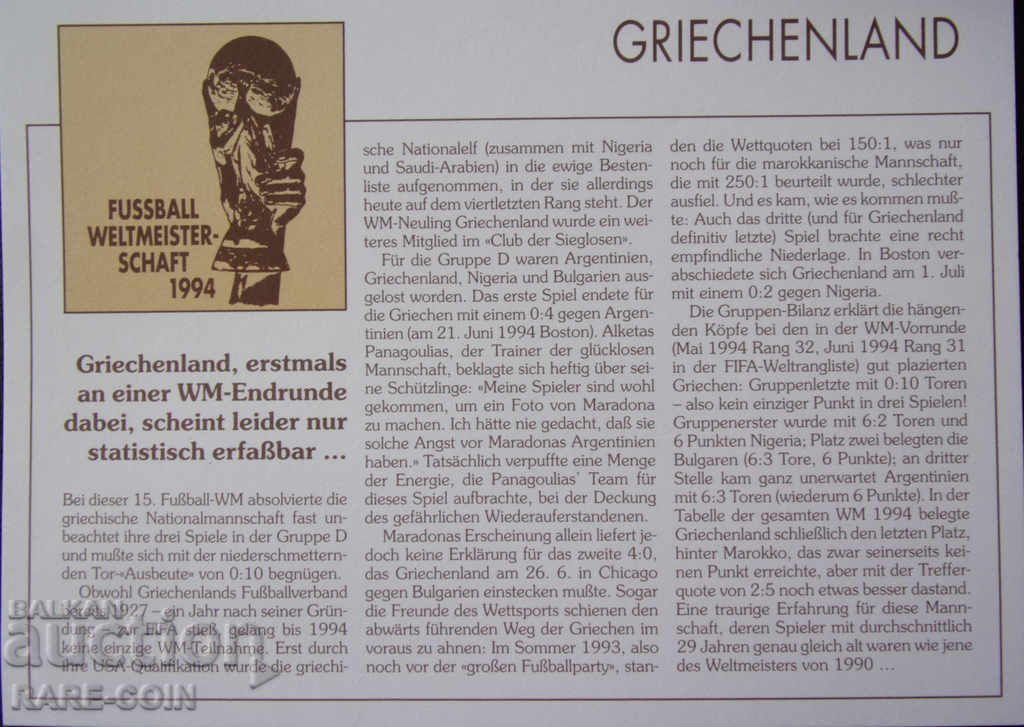 GRIECHENLAND
FUSSBALL
WELTMEISTER-
SCHAFT
1994
Griechenland, erstmals
an einer WM-Endrunde
dabei, scheint leider nur
statistisch erfaßbar ...
Bei dieser 15. Fußball-WM absolvierte die
griechische Nationalmannschaft fast un-
beachtet ihre drei Spiele in der Gruppe D
und mußte sich mit der niederschmettern-
den Tor-«Ausbeute» von 0:10 begnügen.
Obwohl Griechenlands Fußballverband
1927 – ein Jahr nach seiner Grün-
dung – zur FIFA stieß, gelang bis 1994
keine einzige WM-Teilnahme. Erst durch
ihre USA-Qualifikation wurde die griechi-
sche Nationalelf (zusammen mit Nigeria
und Saudi-Arabien) in die ewige Besten-
liste aufgenommen, in der sie allerdings
heute auf dem viertletzten Rang steht. Der
WM-Neuling Griechenland wurde ein wei-
teres Mitglied im «Club der Sieglosen».
Für die Gruppe D waren Argentinien,
Griechenland, Nigeria und Bulgarien aus-
gelost worden. Das erste Spiel endete für
die Griechen mit einem 0:4 gegen Argen-
tinien (am 21. Juni 1994 Boston). Alketas
Panagoulias, der Trainer der glücklosen
Mannschaft, beklagte sich heftig über sei-
ne Schützlinge: «Meine Spieler sind wohl
gekommen, um ein Foto von Maradona
zu machen. Ich hätte nie gedacht, daß sie
solche Angst vor Maradonas Argentinien
haben.» Tatsächlich verpuffte eine Menge
der Energie, die Panagoulias' Team für
dieses Spiel aufbrachte, bei der Deckung
des gefährlichen Wiederauferstandenen.
Maradonas Erscheinung allein liefert je-
doch keine Erklärung für das zweite 4:0,
das Griechenland am 26. 6. in Chicago
gegen Bulgarien einstecken mußte. Sogar
die Freunde des Wettsports schienen den
abwärts führenden Weg der Griechen im
voraus zu ahnen: Im Sommer 1993, also
noch vor der «großen Fußballparty», stan-
den die Wettquoten bei 150:1, was nur
noch für die marokkanische Mannschaft,
die mit 250:1 beurteilt wurde, schlechter
ausfiel. Und es kam, wie es kommen muß-
te: Auch das dritte (und für Griechenland
definitiv letzte) Spiel brachte eine recht
empfindliche Niederlage. In Boston ver-
abschiedete sich Griechenland am 1. Juli
mit einem 0:2 gegen Nigeria.
Die Gruppen-Bilanz erklärt die hängen-
den Köpfe bei den in der WM-Vorrunde
(Mai 1994 Rang 32, Juni 1994 Rang 31
in der FIFA-Weltrangliste) gut plazierten
Griechen: Gruppenletzte mit 0:10 Toren
– also kein einziger Punkt in drei Spielen!
Gruppenerster wurde mit 6:2 Toren und
6 Punkten Nigeria; Platz zwei belegten die
Bulgaren (6:3 Tore, 6 Punkte); an dritter
Stelle kam ganz unerwartet Argentinien
mit 6:3 Toren (wiederum 6 Punkte). In der
Tabelle der gesamten WM 1994 belegte
Griechenland schließlich den letzten Platz,
hinter Marokko, das zwar seinerseits kei-
nen Punkt erreichte, aber mit der Treffer-
quote von 2:5 noch etwas besser dastand.
Eine traurige Erfahrung für diese Mann-
schaft, deren Spieler mit durchschnittlich
29 Jahren genau gleich alt waren wie jene
des Weltmeisters von 1990 ...
BALKAN
auction
RARE-COIN